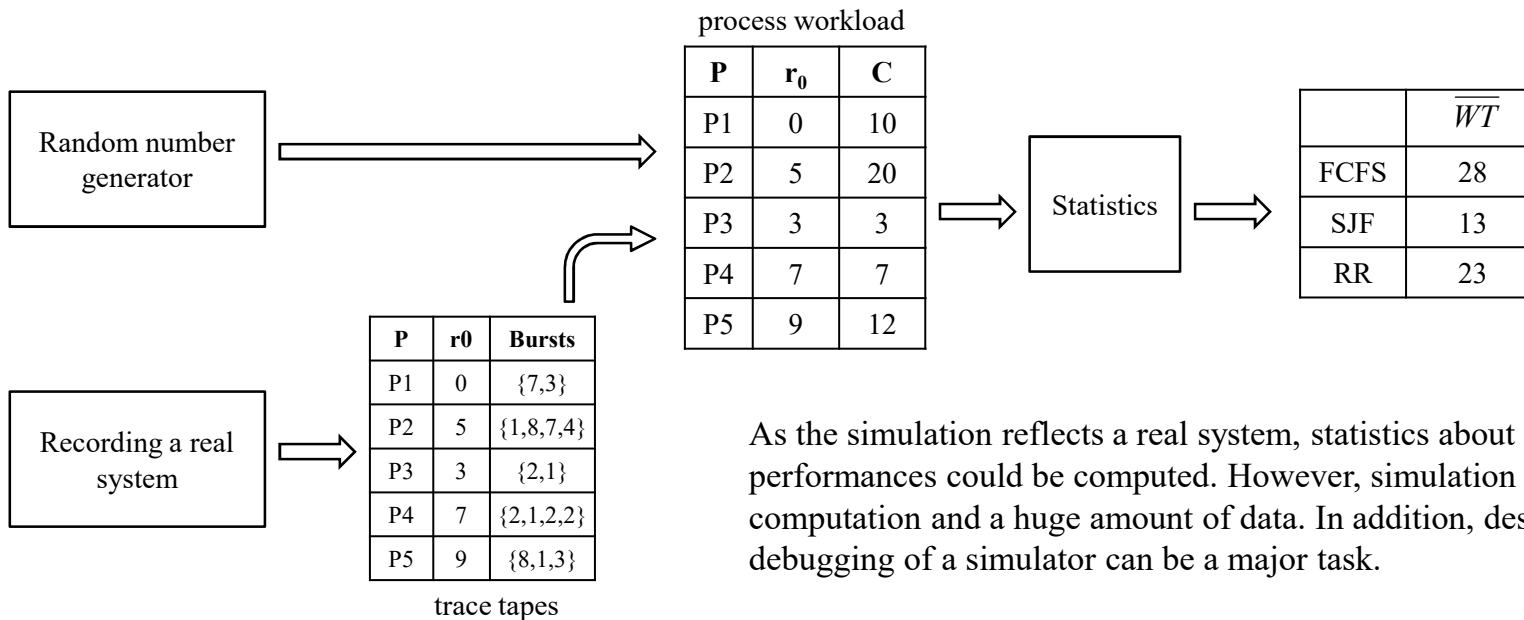 process workload
P r₀ C
P1 0 10
P2 5 20
P3 3 3
P4 7 7
P5 9 12
Random number
generator
Statistics
WT
FCFS 28
SJF 13
RR 23
Recording a real
system
P r0 Bursts
P1 0 {7,3}
P2 5 {1,8,7,4}
P3 3 {2,1}
P4 7 {2,1,2,2}
P5 9 {8,1,3}
trace tapes
As the simulation reflects a real system, statistics about
performances could be computed. However, simulation
computation and a huge amount of data. In addition,
debugging of a simulator can be a major task.